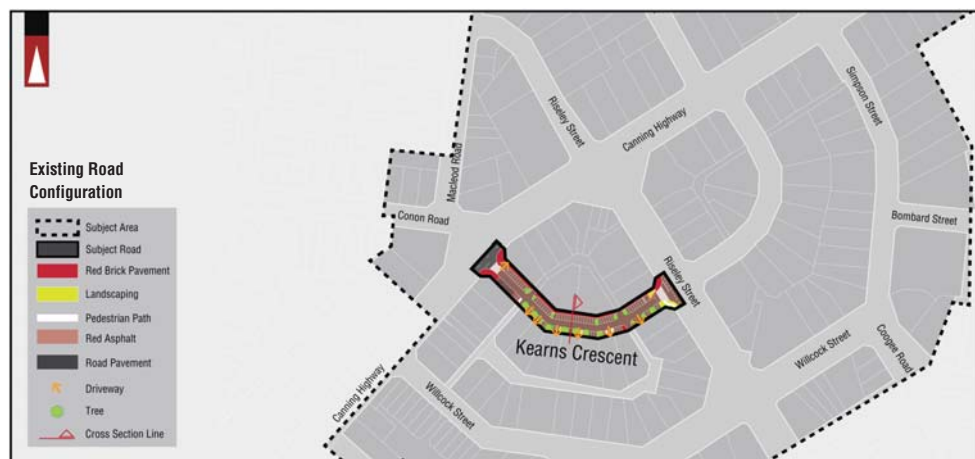 Existing Road
Configuration
Subject Area
Subject Road
Red Brick Pavement
Landscaping
Pedestrian Path
Red Asphalt
Road Pavement
Driveway
Tree
Cross Section Line
Riseley Street
Canning Highway
Simpson Street
Macleod Road
Conon Road
Bombard Street
Riseley Street
Kearns Crescent
Willcock Street
Coogee Road
Canning Highway
Willcock Street